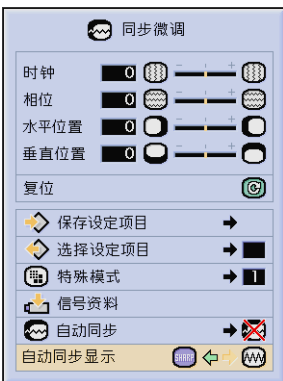 同步微调
时钟 0 - +
相位 0 - +
水平位置 0 - +
垂直位置 0 - +
复位
保存设定项目
选择设定项目
特殊模式 1
信号资料
自动同步
自动同步显示 SHARP